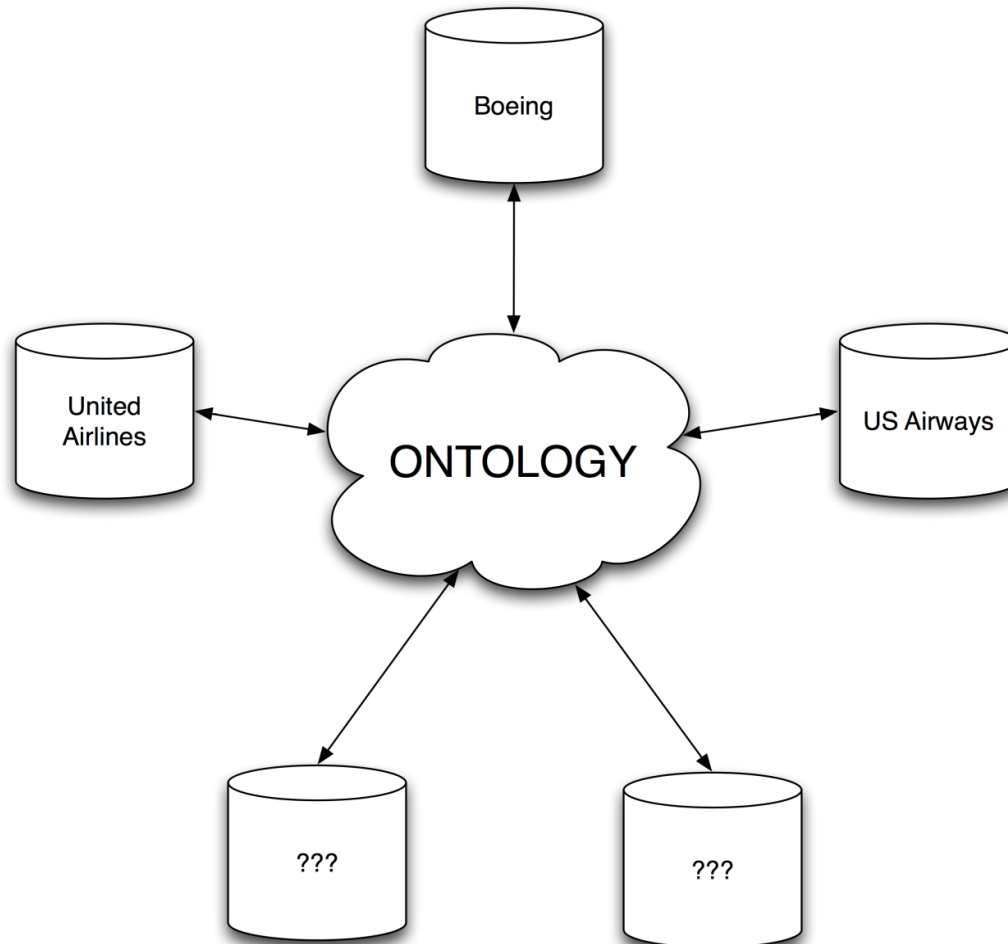 Boeing
United
Airlines
ONTOLOGY
US Airways
???
???